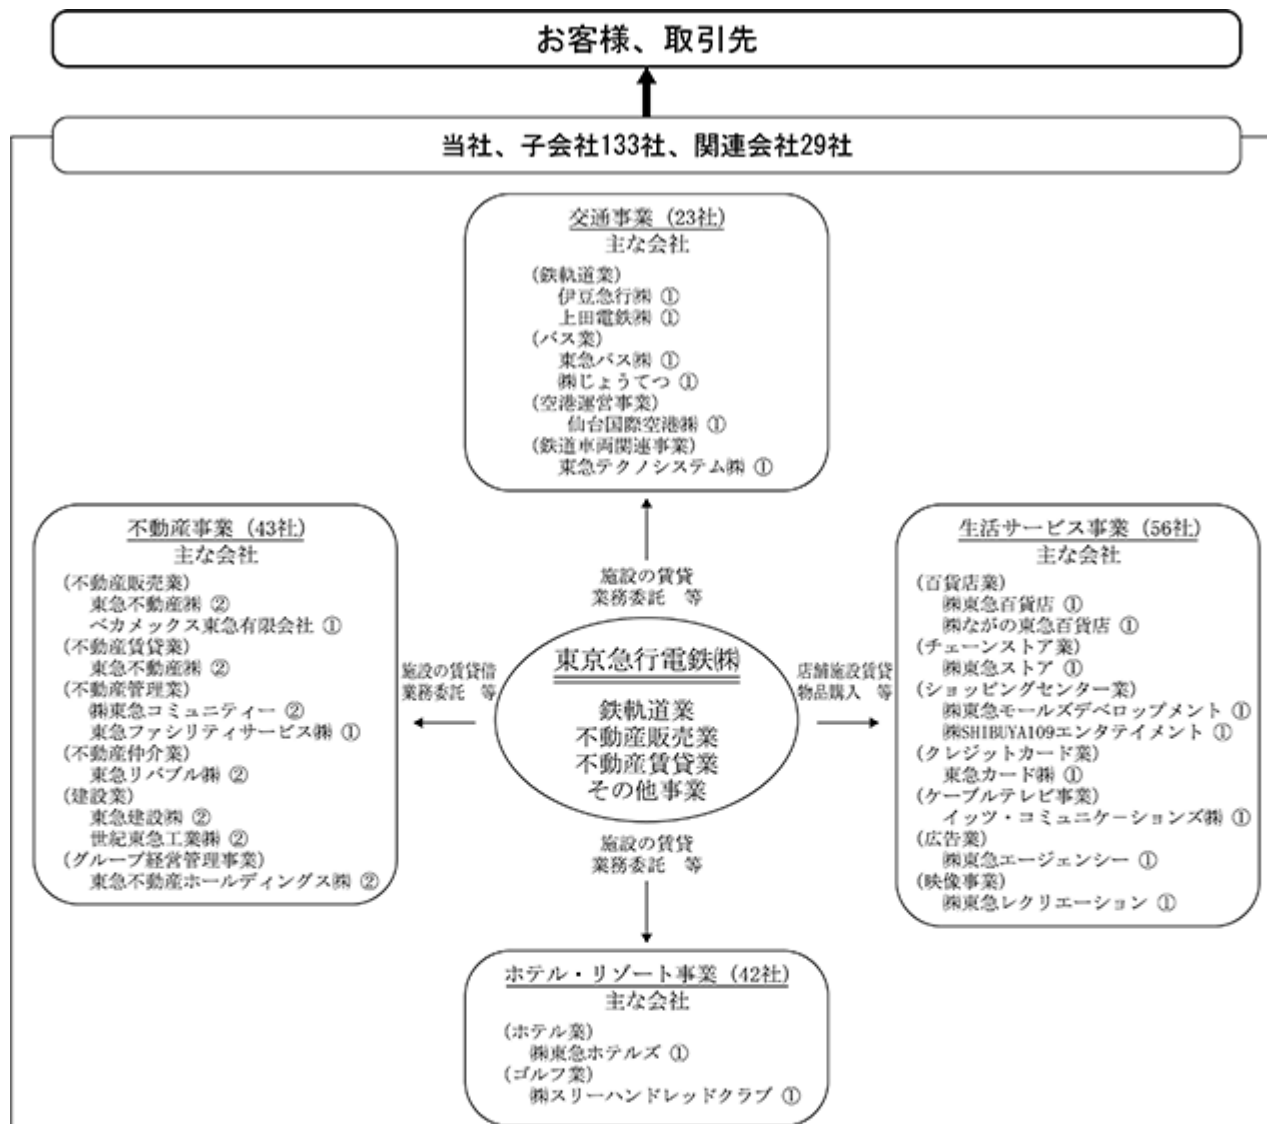 お客様、取引先
当社、子会社133社、関連会社29社
交通事業 (23社)
主な会社
(鉄軌道業)
伊豆急行㈱ ①
上田電鉄㈱ ①
(バス業)
東急バス㈱ ①
㈱じょうてつ ①
(空港運営事業)
仙台国際空港㈱ ①
(鉄道車両関連事業)
東急テクノシステム㈱ ①
不動産事業 (43社)
主な会社
(不動産販売業)
東急不動産㈱ ②
ベカメックス東急有限会社 ①
(不動産賃貸業)
東急不動産㈱ ②
(不動産管理業)
㈱東急コミュニティー ②
東急ファシリティサービス㈱ ①
(不動産仲介業)
東急リバブル㈱ ②
(建設業)
東急建設㈱ ②
世紀東急工業㈱ ②
(グループ経営管理事業)
東急不動産ホールディングス㈱ ②
施設の賃貸
業務委託 等
施設の賃貸借
業務委託 等
東京急行電鉄㈱
鉄軌道業
不動産販売業
不動産賃貸業
その他事業
店舗施設賃貸
物品購入 等
施設の賃貸
業務委託 等
生活サービス事業 (56社)
主な会社
(百貨店業)
㈱東急百貨店 ①
㈱ながの東急百貨店 ①
(チェーンストア業)
㈱東急ストア ①
(ショッピングセンター業)
㈱東急モールズデベロップメント ①
㈱SHIBUYA109エンタテイメント ①
(クレジットカード業)
東急カード㈱ ①
(ケーブルテレビ事業)
イッツ・コミュニケーションズ㈱ ①
(広告業)
㈱東急エージェンシー ①
(映像事業)
㈱東急レクリエーション ①
ホテル・リゾート事業 (42社)
主な会社
(ホテル業)
㈱東急ホテルズ ①
(ゴルフ業)
㈱スリーハンドレッドクラブ ①